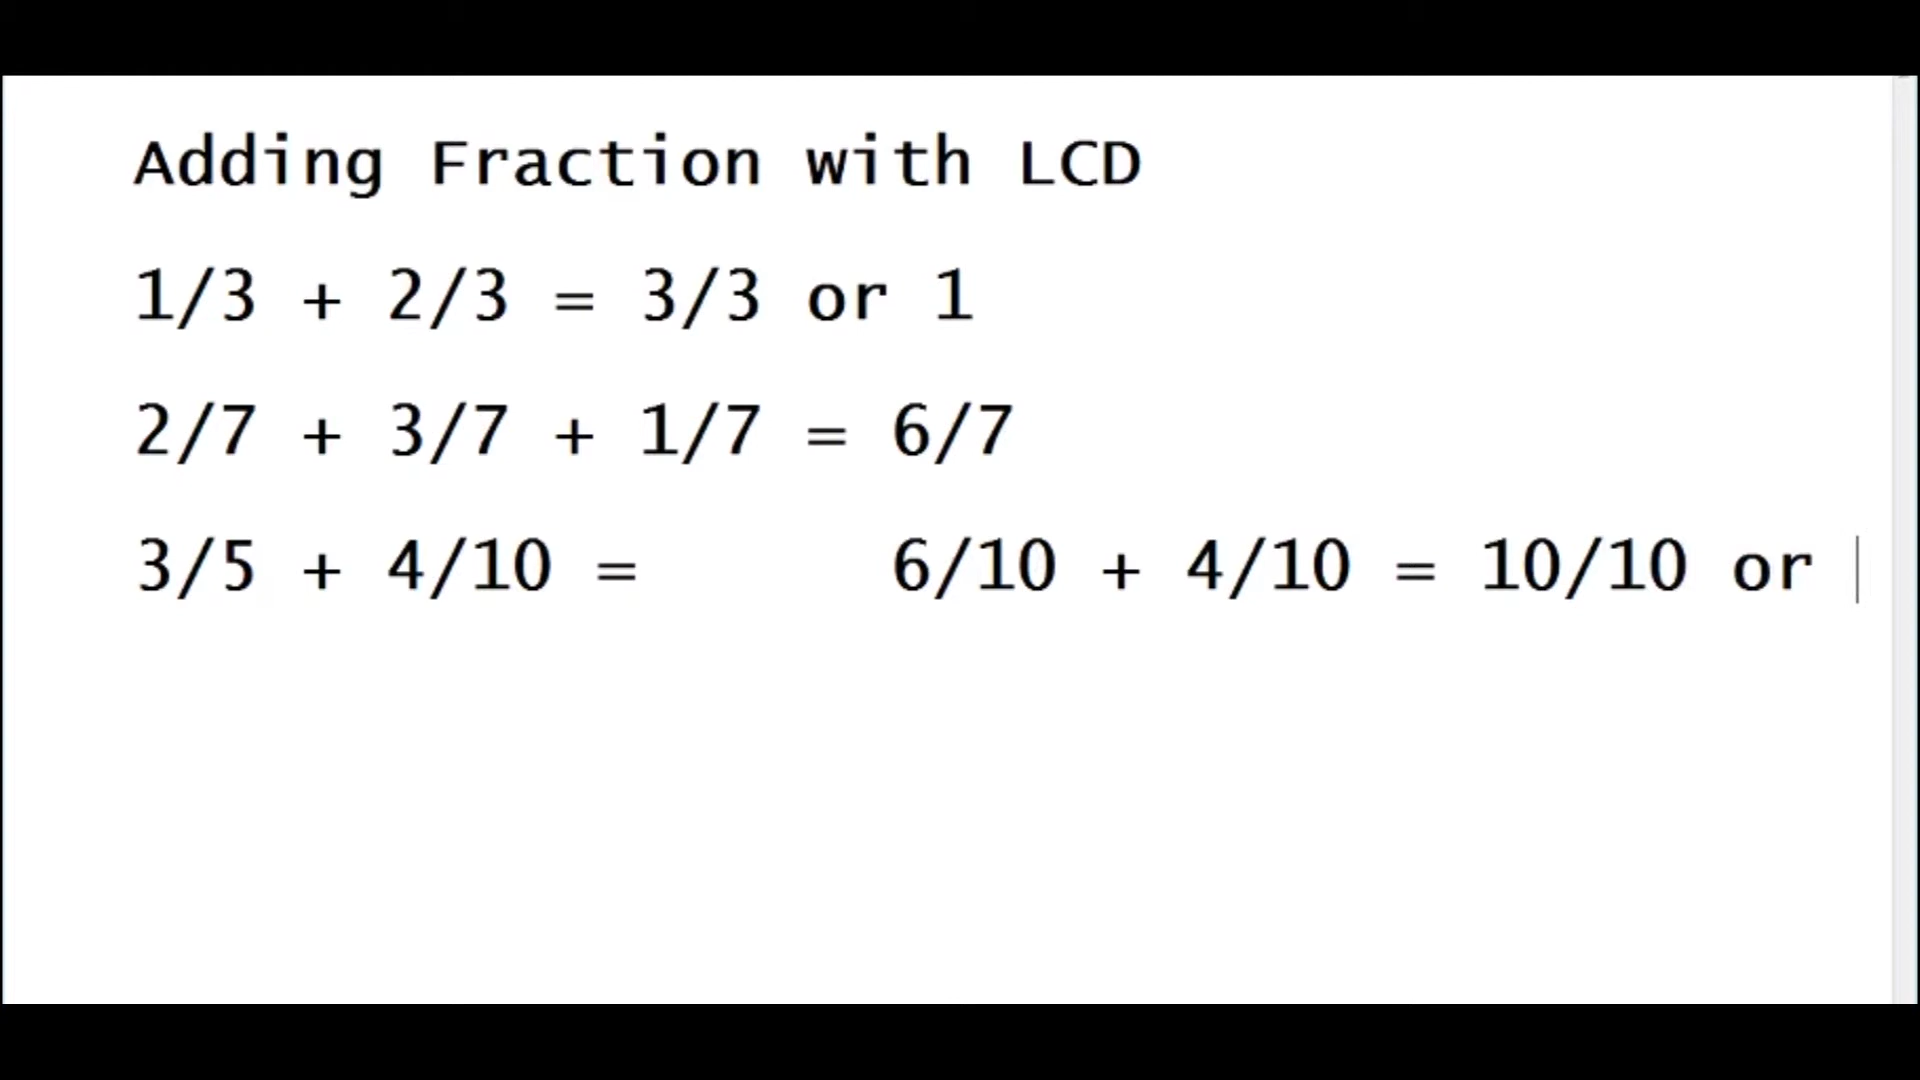 Adding Fraction with LCD
1/3 + 2/3 = 3/3 or 1
2/7 + 3/7 + 1/7 = 6/7
3/5 + 4/10 =      6/10 + 4/10 = 10/10 or